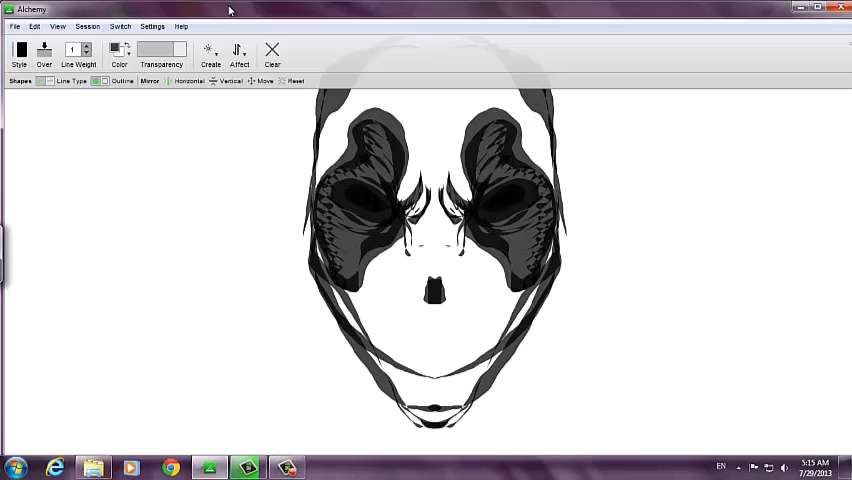 Alchemy
File Edit View Session Switch Settings Help
1
Style Over Line Weight Color Transparency Create Affect Clear
Shapes Line Type Outline Mirror Horizontal Vertical Move Reset
EN 5:15 AM
7/29/2013